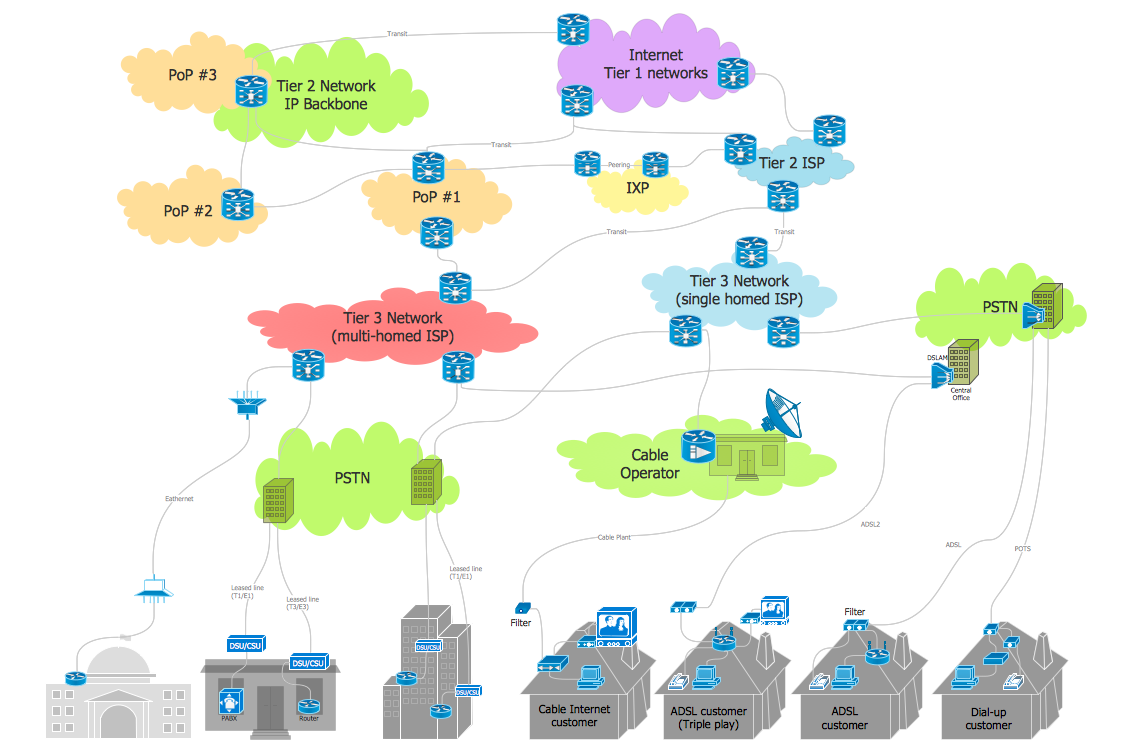 Transit
Internet
Tier 1 networks
PoP #3
Tier 2 Network
IP Backbone
Transit
Peering
Tier 2 ISP
IXP
PoP #1
PoP #2
Transit
Transit
Tier 3 Network
(single homed ISP)
PSTN
Tier 3 Network
(multi-homed ISP)
DSLAM
Central
Office
Cable
Operator
PSTN
Eathernet
ADSL2
Cable Plant
ADSL
POTS
Leased line
(T1/E1)
Leased line
(T1/E1)
Leased line
(T3/E3)
Filter
Filter
DSU/CSU
DSU/CSU
DSU/CSU
DSU/CSU
PABX
Router
Cable Internet
customer
ADSL customer
(Triple play)
ADSL
customer
Dial-up
customer